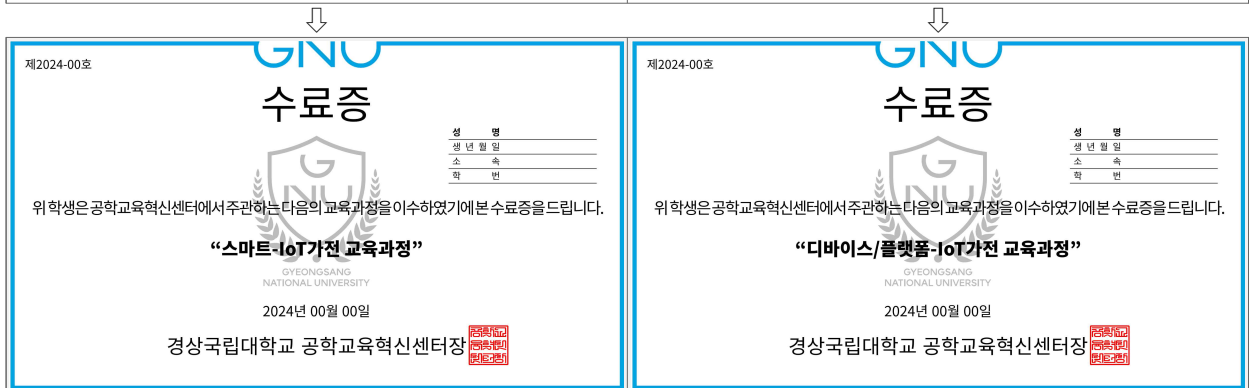 GNU
제2024-00호
수료증
성 명
생 년 월 일
소 속
학 번
GNU
위 학생은 공학교육혁신센터에서 주관하는 다음의 교육과정을 이수하였기에 본 수료증을 드립니다.
“스마트-IoT가전 교육과정”
GYEONGSANG
NATIONAL UNIVERSITY
2024년 00월 00일
경상국립대학교 공학교육혁신센터장
GNU
제2024-00호
수료증
성 명
생 년 월 일
소 속
학 번
GNU
위 학생은 공학교육혁신센터에서 주관하는 다음의 교육과정을 이수하였기에 본 수료증을 드립니다.
“디바이스/플랫폼-IoT가전 교육과정”
GYEONGSANG
NATIONAL UNIVERSITY
2024년 00월 00일
경상국립대학교 공학교육혁신센터장